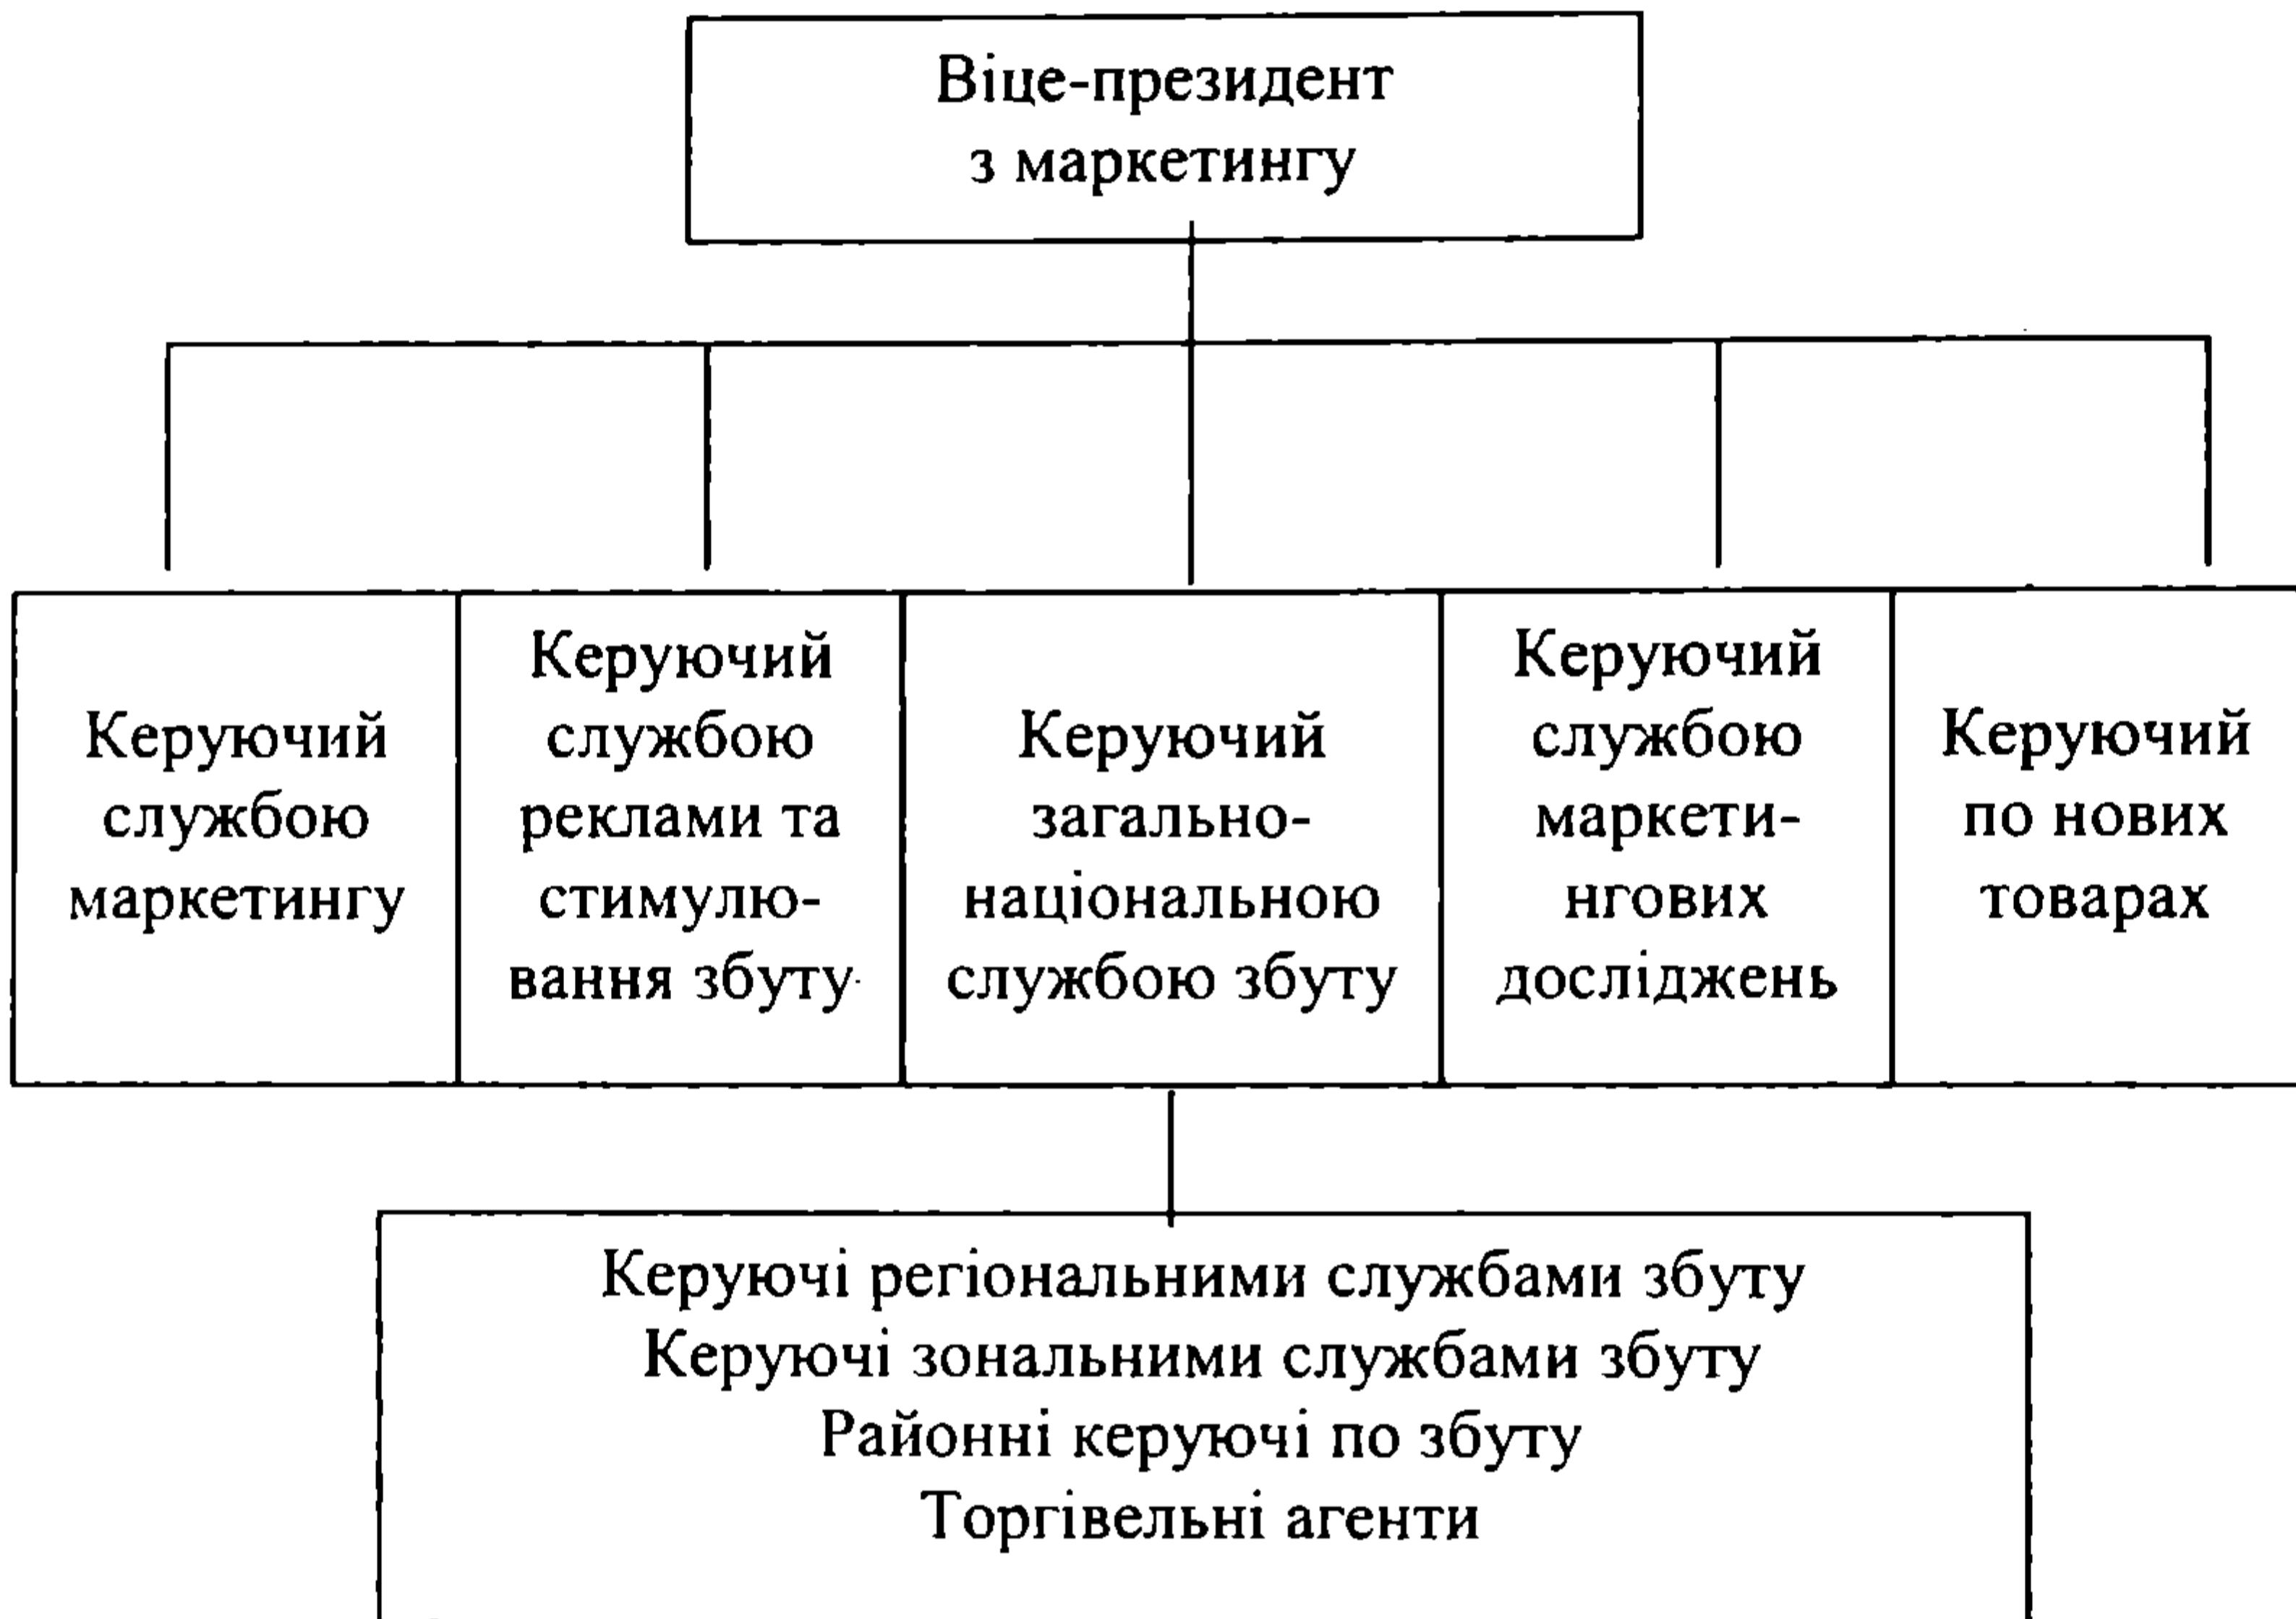 Віце-президент
з маркетингу
Керуючий
службою
маркетингу
Керуючий
службою
реклами та
стимулю-
вання збуту
Керуючий
загально-
національною
службою збуту
Керуючий
службою
маркети-
нгових
досліджень
Керуючий
по нових
товарах
Керуючі регіональними службами збуту
Керуючі зональними службами збуту
Районні керуючі по збуту
Торгівельні агенти